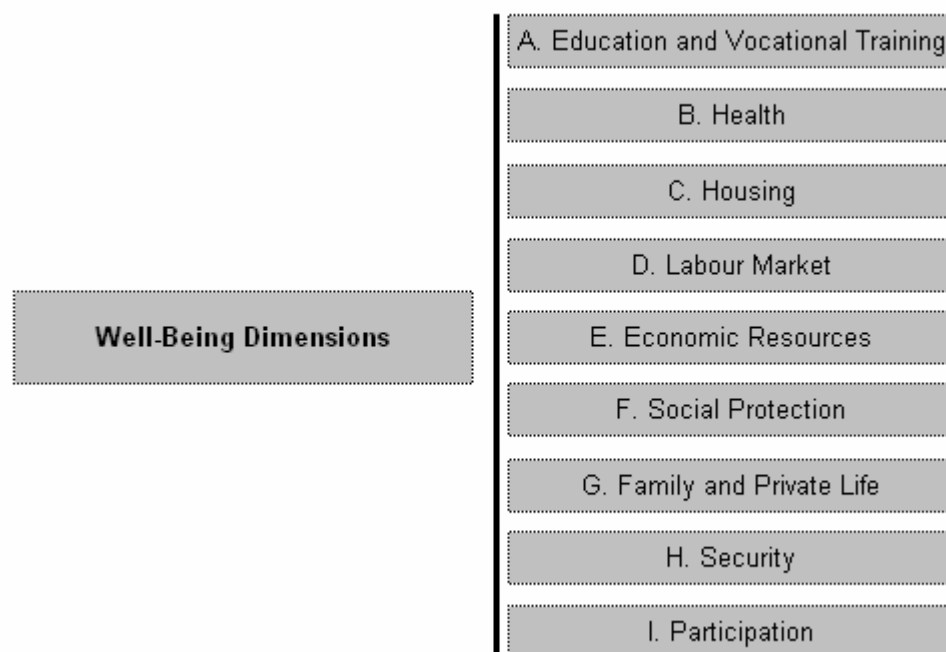 A. Education and Vocational Training
B. Health
C. Housing
D. Labour Market
Well-Being Dimensions
E. Economic Resources
F. Social Protection
G. Family and Private Life
H. Security
I. Participation